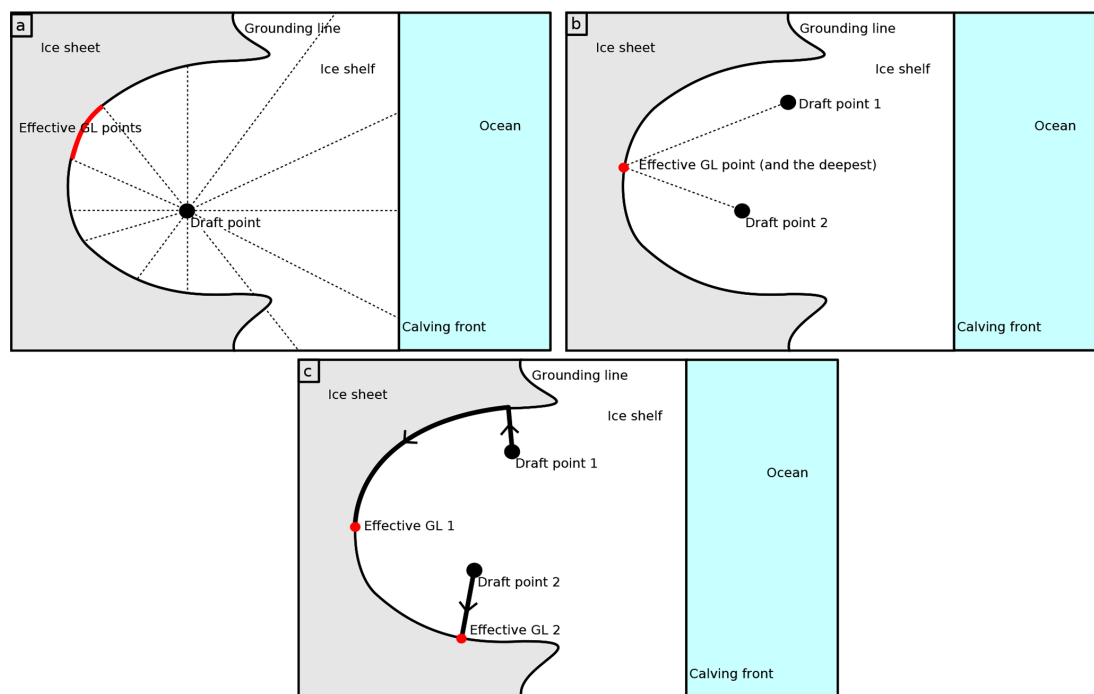 a
Grounding line
Ice sheet
Ice shelf
Effective GL points
Ocean
Draft point
Calving front
b
Grounding line
Ice sheet
Ice shelf
Draft point 1
Ocean
Effective GL point (and the deepest)
Draft point 2
Calving front
c
Grounding line
Ice sheet
Ice shelf
Draft point 1
Ocean
Effective GL 1
Draft point 2
Effective GL 2
Calving front